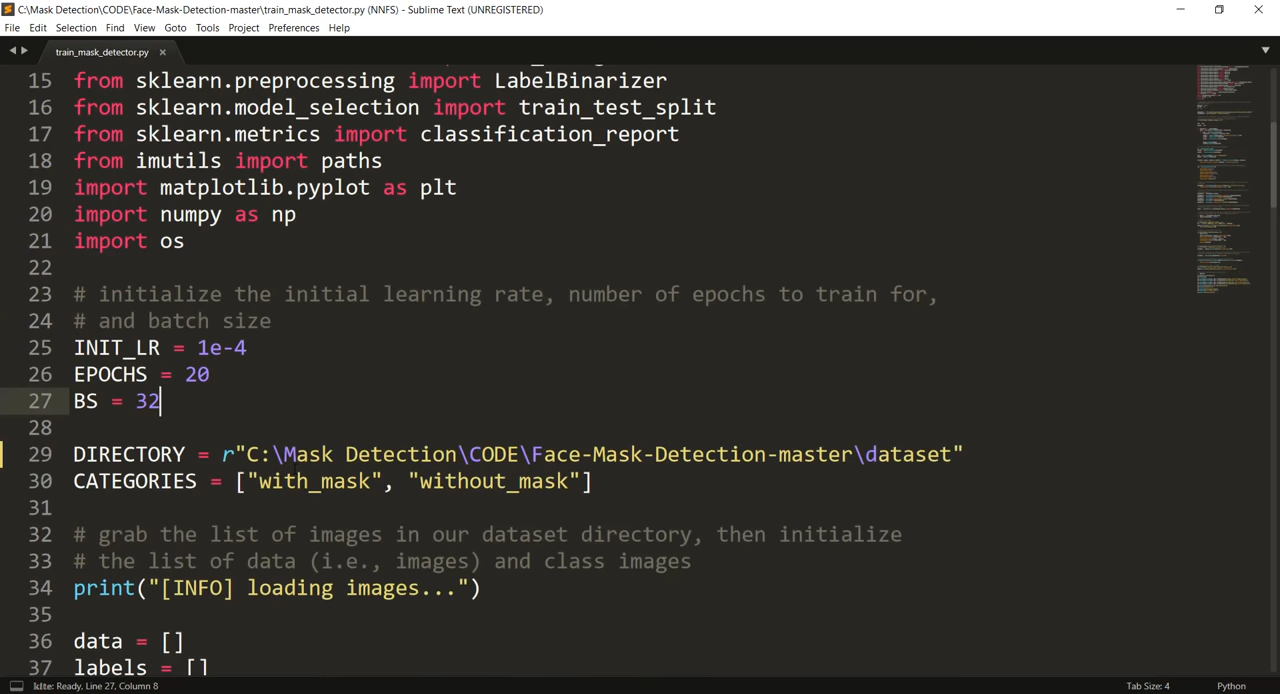 C:\Mask Detection\CODE\Face-Mask-Detection-master\train_mask_detector.py (NNFS) - Sublime Text (UNREGISTERED)
File Edit Selection Find View Goto Tools Project Preferences Help
train_mask_detector.py
15 from sklearn.preprocessing import LabelBinarizer
16 from sklearn.model_selection import train_test_split
17 from sklearn.metrics import classification_report
18 from imutils import paths
19 import matplotlib.pyplot as plt
20 import numpy as np
21 import os
22
23 # initialize the initial learning rate, number of epochs to train for,
24 # and batch size
25 INIT_LR = 1e-4
26 EPOCHS = 20
27 BS = 32
28
29 DIRECTORY = r"C:\Mask Detection\CODE\Face-Mask-Detection-master\dataset"
30 CATEGORIES = ["with_mask", "without_mask"]
31
32 # grab the list of images in our dataset directory, then initialize
33 # the list of data (i.e., images) and class images
34 print("[INFO] loading images...")
35
36 data = []
37 labels = []
Ready, Line 27, Column 8 Tab Size: 4 Python